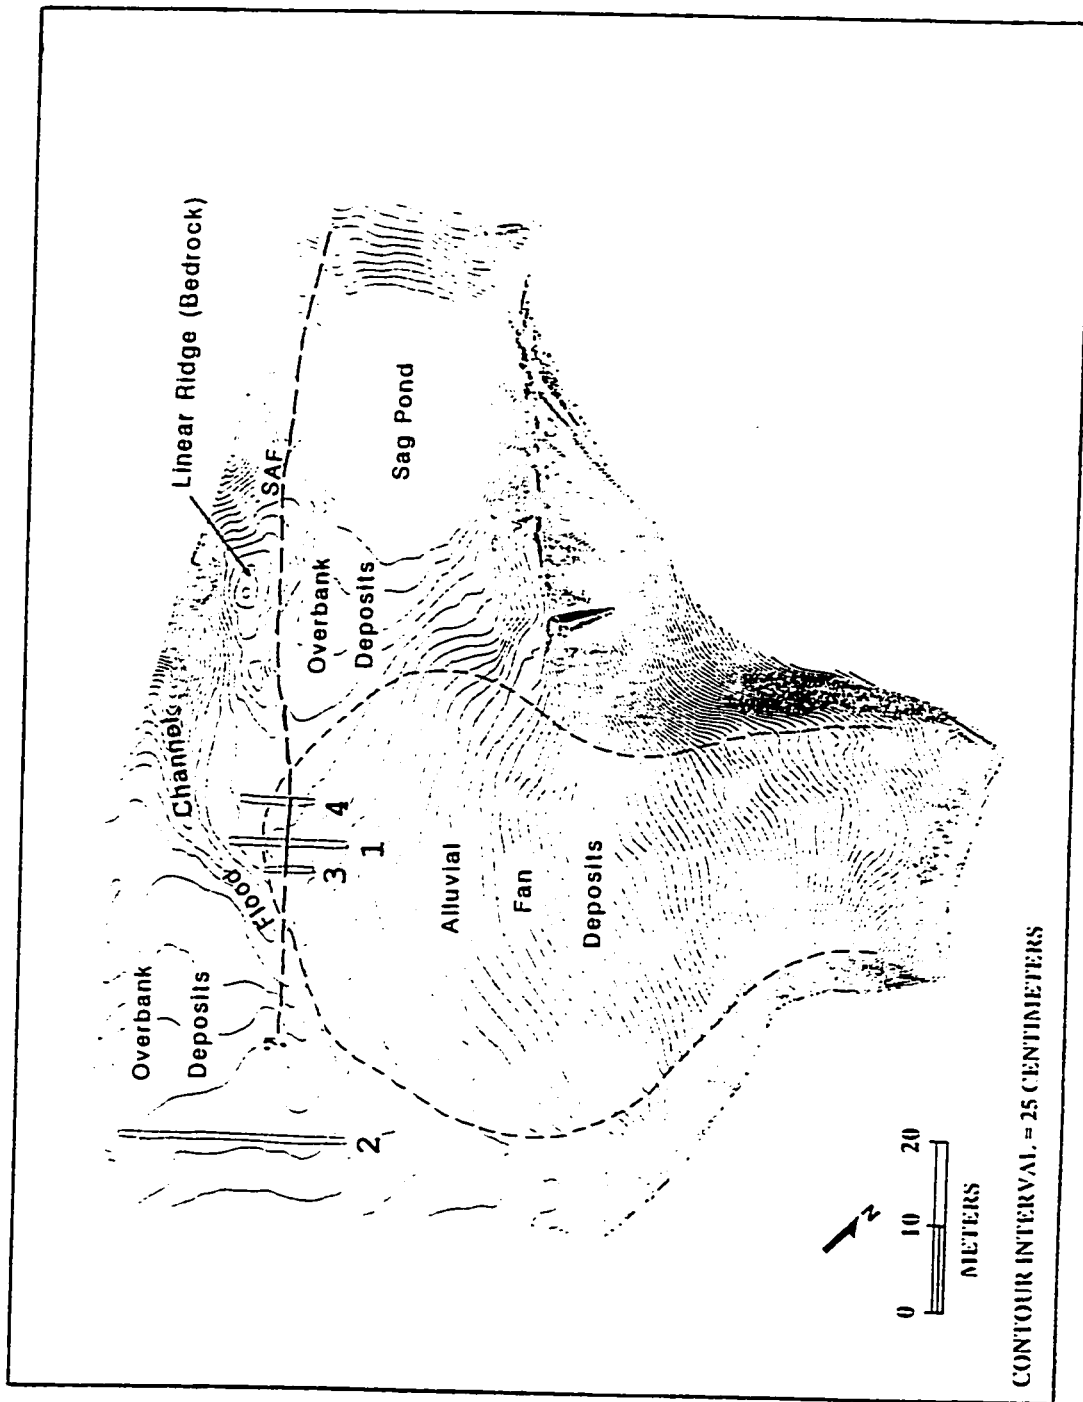 Linear Ridge (Bedrock)
SAF
Channels
Flood
Overbank
Deposits
Overbank
Deposits
Sag Pond
Alluvial
Fan
Deposits
2
3
1
4
?
N
0 10 20
METERS
CONTOUR INTERVAL = 25 CENTIMETERS